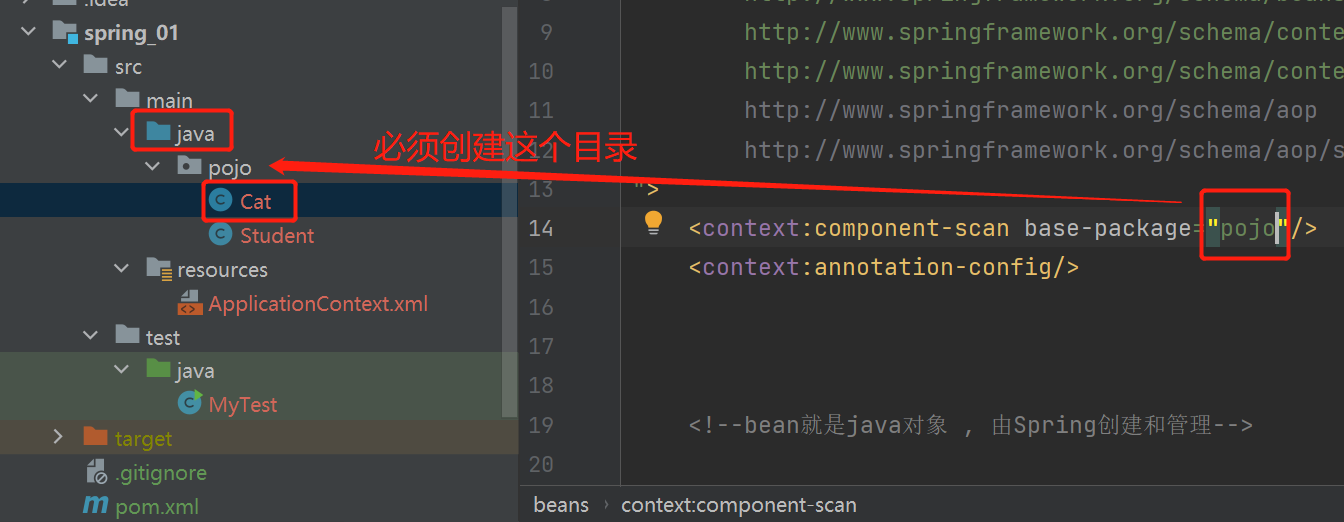 .idea
spring_01
src
main
java
pojo
Cat
Student
resources
ApplicationContext.xml
test
java
MyTest
target
.gitignore
pom.xml
必须创建这个目录
9 http://www.springframework.org/schema/conte
10 http://www.springframework.org/schema/conte
11 http://www.springframework.org/schema/aop
http://www.springframework.org/schema/aop/s
13 ">
14 <context:component-scan base-package="pojo"/>
15 <context:annotation-config/>
16
17
18
19 <!--bean就是java对象 , 由Spring创建和管理-->
20
beans › context:component-scan